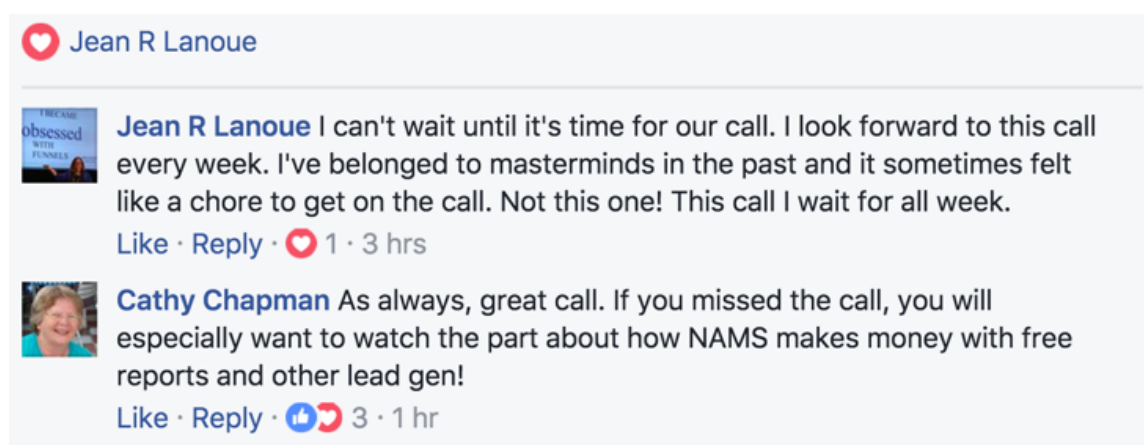 Jean R Lanoue
I BECAME
obsessed
WITH
FUNNELS
Jean R Lanoue I can't wait until it's time for our call. I look forward to this call
every week. I've belonged to masterminds in the past and it sometimes felt
like a chore to get on the call. Not this one! This call I wait for all week.
Like · Reply · 1 · 3 hrs
Cathy Chapman As always, great call. If you missed the call, you will
especially want to watch the part about how NAMS makes money with free
reports and other lead gen!
Like · Reply · 3 · 1 hr